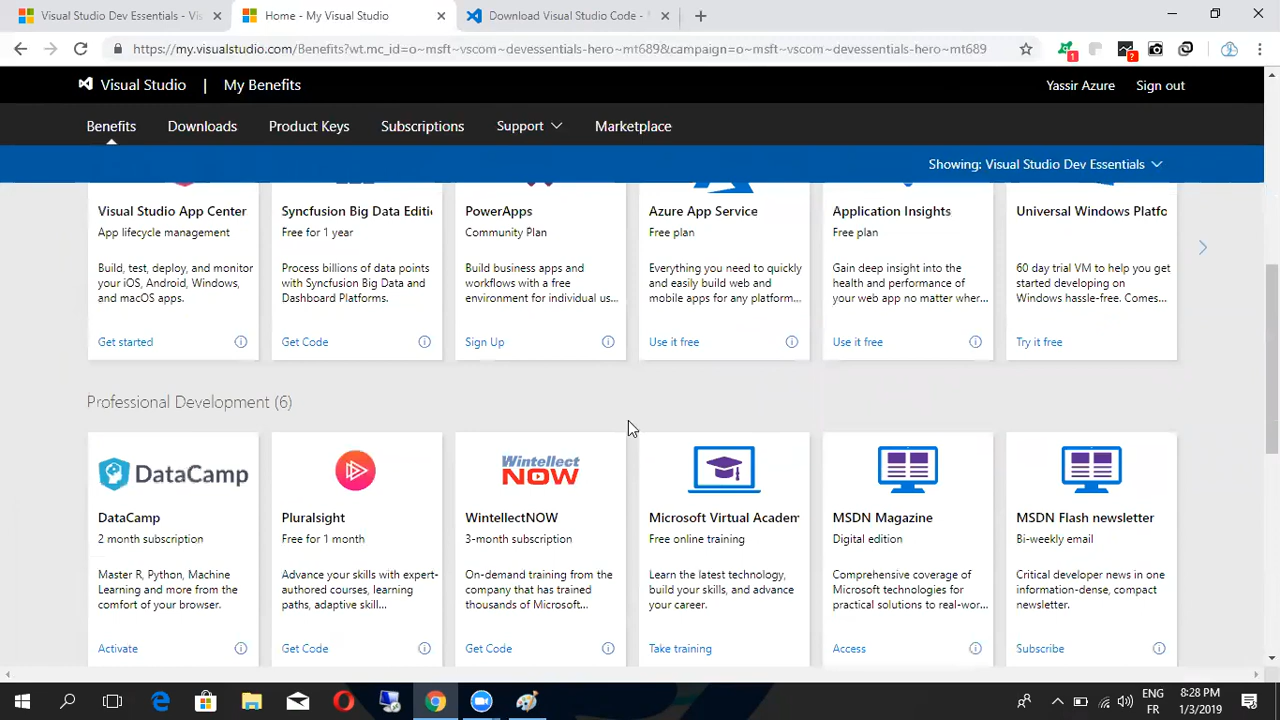 Visual Studio Dev Essentials - Vis
Home - My Visual Studio
Download Visual Studio Code -
https://my.visualstudio.com/Benefits?wt.mc_id=o~msft~vscom~devessentials-hero~mt689&campaign=o~msft~vscom~devessentials-hero~mt689
1
?
Visual Studio | My Benefits
Yassir Azure Sign out
Benefits Downloads Product Keys Subscriptions Support Marketplace
Showing: Visual Studio Dev Essentials
Visual Studio App Center
App lifecycle management
Build, test, deploy, and monitor
your iOS, Android, Windows,
and macOS apps.
Get started
Syncfusion Big Data Editi
Free for 1 year
Process billions of data points
with Syncfusion Big Data and
Dashboard Platforms.
Get Code
PowerApps
Community Plan
Build business apps and
workflows with a free
environment for individual us...
Sign Up
Azure App Service
Free plan
Everything you need to quickly
and easily build web and
mobile apps for any platform...
Use it free
Application Insights
Free plan
Gain deep insight into the
health and performance of
your web app no matter wher...
Use it free
Universal Windows Platfo
60 day trial VM to help you get
started developing on
Windows hassle-free. Comes...
Try it free
Professional Development (6)
DataCamp
DataCamp
2 month subscription
Master R, Python, Machine
Learning and more from the
comfort of your browser.
Activate
Pluralsight
Free for 1 month
Advance your skills with expert-
authored courses, learning
paths, adaptive skill...
Get Code
Wintellect
NOW
WintellectNOW
3-month subscription
On-demand training from the
company that has trained
thousands of Microsoft...
Get Code
Microsoft Virtual Academ
Free online training
Learn the latest technology,
build your skills, and advance
your career.
Take training
MSDN Magazine
Digital edition
Comprehensive coverage of
Microsoft technologies for
practical solutions to real-wor...
Access
MSDN Flash newsletter
Bi-weekly email
Critical developer news in one
information-dense, compact
newsletter.
Subscribe
ENG
FR
8:28 PM
1/3/2019